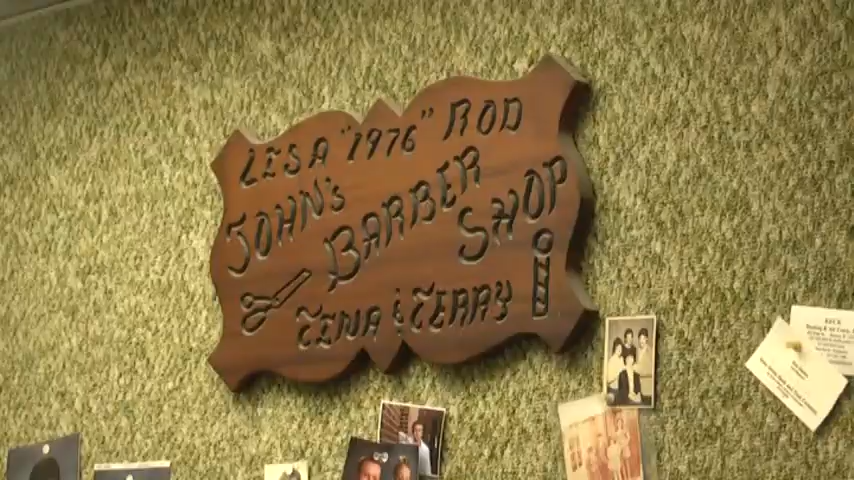 LESA "1976" ROD
JOHN's
BARBER
SHOP
TINA & TERRY